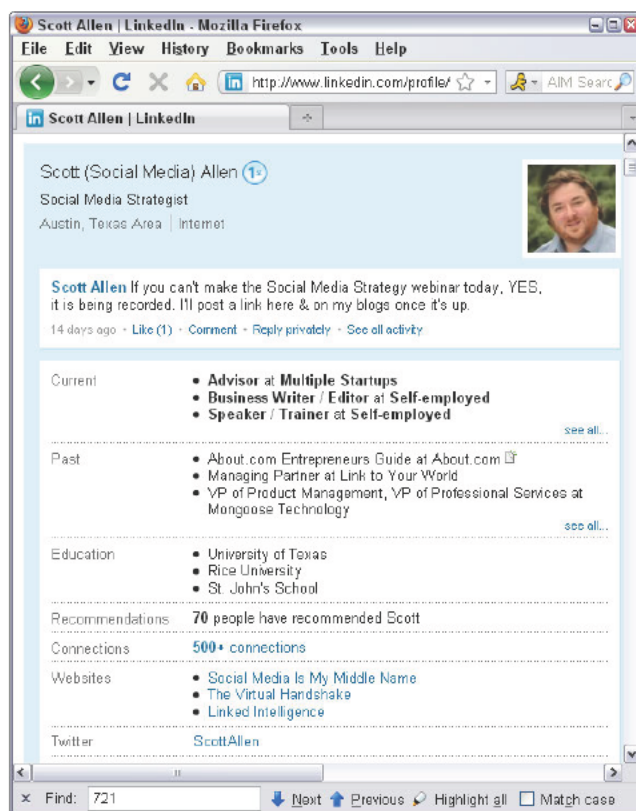 Scott Allen | LinkedIn - Mozilla Firefox
File Edit View History Bookmarks Tools Help
in http://www.linkedin.com/profile/ AIM Searc
in Scott Allen | LinkedIn
Scott (Social Media) Allen 1st
Social Media Strategist
Austin, Texas Area | Internet
Scott Allen If you can't make the Social Media Strategy webinar today, YES,
it is being recorded. I'll post a link here & on my blogs once it's up.
14 days ago • Like (1) • Comment • Reply privately • See all activity
Current • Advisor at Multiple Startups
• Business Writer / Editor at Self-employed
• Speaker / Trainer at Self-employed
see all...
Past • About.com Entrepreneurs Guide at About.com
• Managing Partner at Link to Your World
• VP of Product Management, VP of Professional Services at
Mongoose Technology
see all...
Education • University of Texas
• Rice University
• St. John's School
Recommendations 70 people have recommended Scott
Connections 500+ connections
Websites • Social Media Is My Middle Name
• The Virtual Handshake
• Linked Intelligence
Twitter ScottAllen
× Find: 721 Next Previous Highlight all Match case